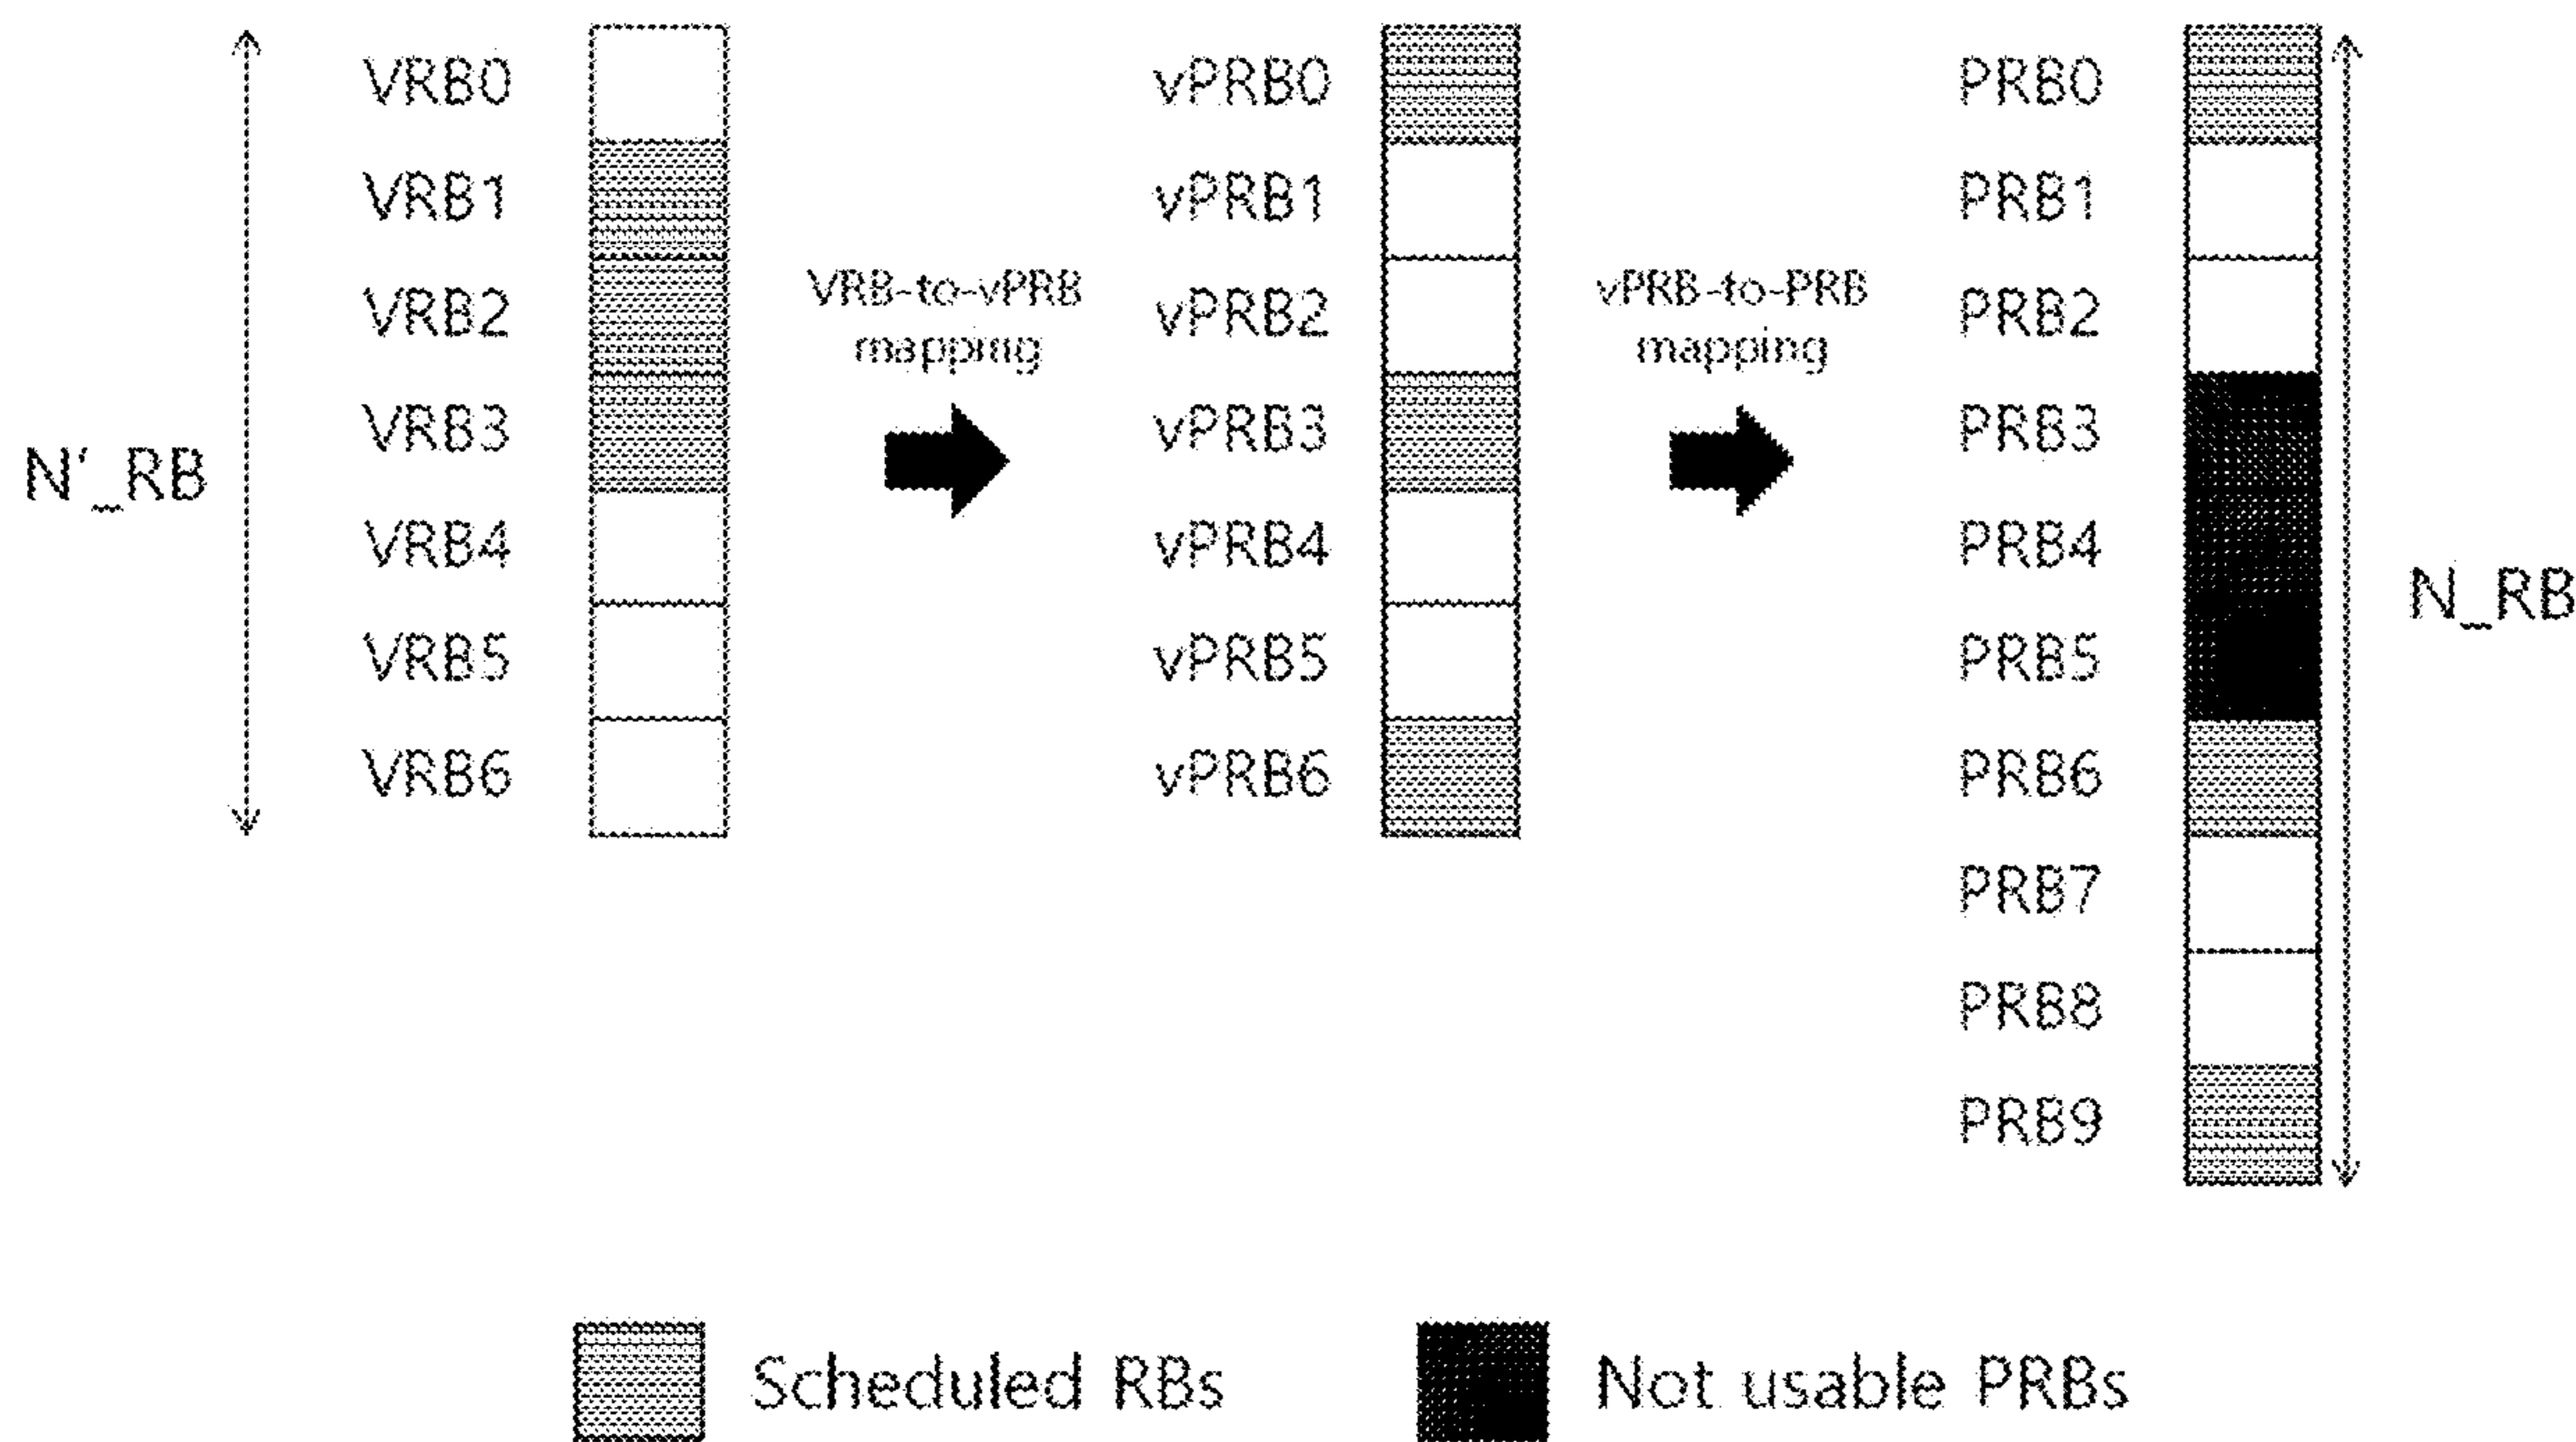 VRB0
VRB1
VRB2
VRB3
VRB4
VRB5
VRB6
N'_RB
VRB-to-vPRB
mapping
vPRB0
vPRB1
vPRB2
vPRB3
vPRB4
vPRB5
vPRB6
vPRB-to-PRB
mapping
PRB0
PRB1
PRB2
PRB3
PRB4
PRB5
PRB6
PRB7
PRB8
PRB9
N_RB
Scheduled RBs
Not usable PRBs